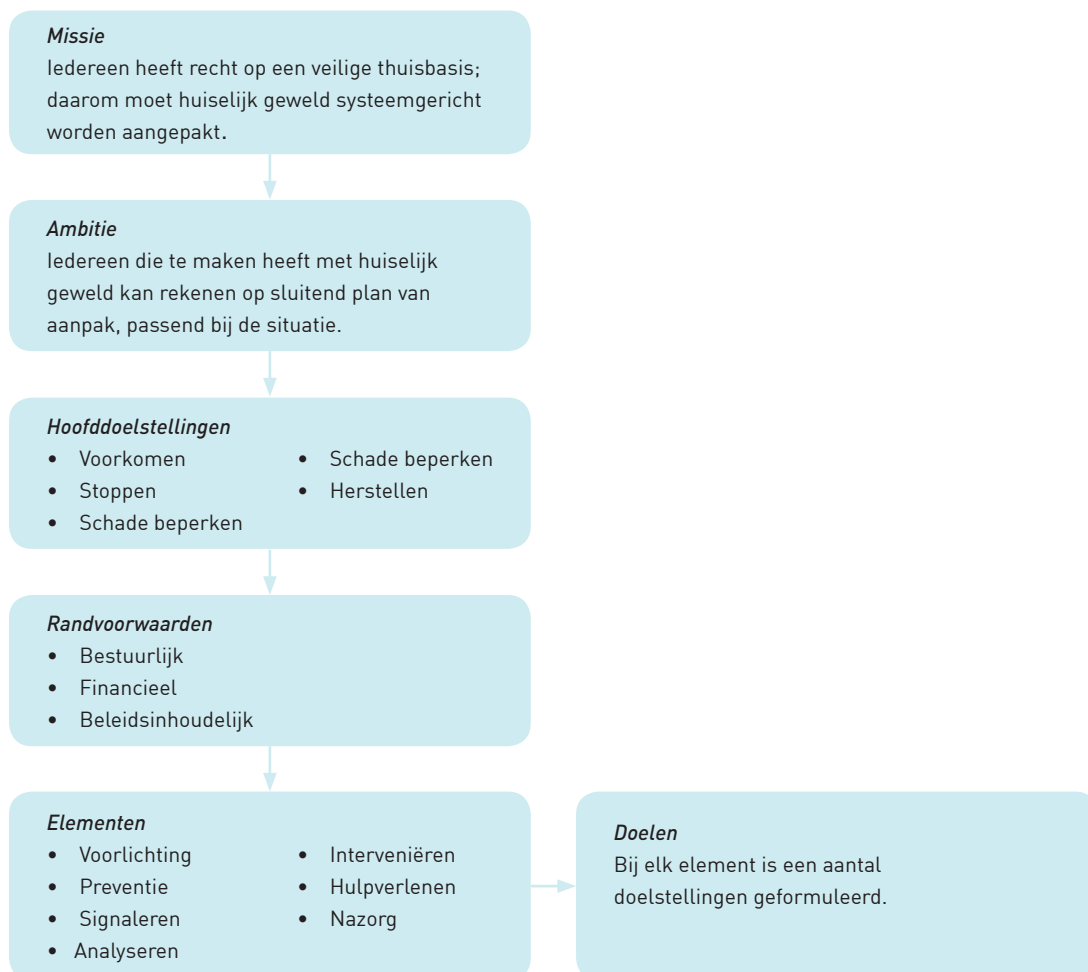 Missie
Iedereen heeft recht op een veilige thuisbasis;
daarom moet huiselijk geweld systeemgericht
worden aangepakt.
Ambitie
Iedereen die te maken heeft met huiselijk
geweld kan rekenen op sluitend plan van
aanpak, passend bij de situatie.
Hoofddoelstellingen
• Voorkomen
• Stoppen
• Schade beperken
• Schade beperken
• Herstellen
Randvoorwaarden
• Bestuurlijk
• Financieel
• Beleidsinhoudelijk
Elementen
• Voorlichting
• Preventie
• Signaleren
• Analyseren
• Interveniëren
• Hulpverlenen
• Nazorg
Doelen
Bij elk element is een aantal
doelstellingen geformuleerd.